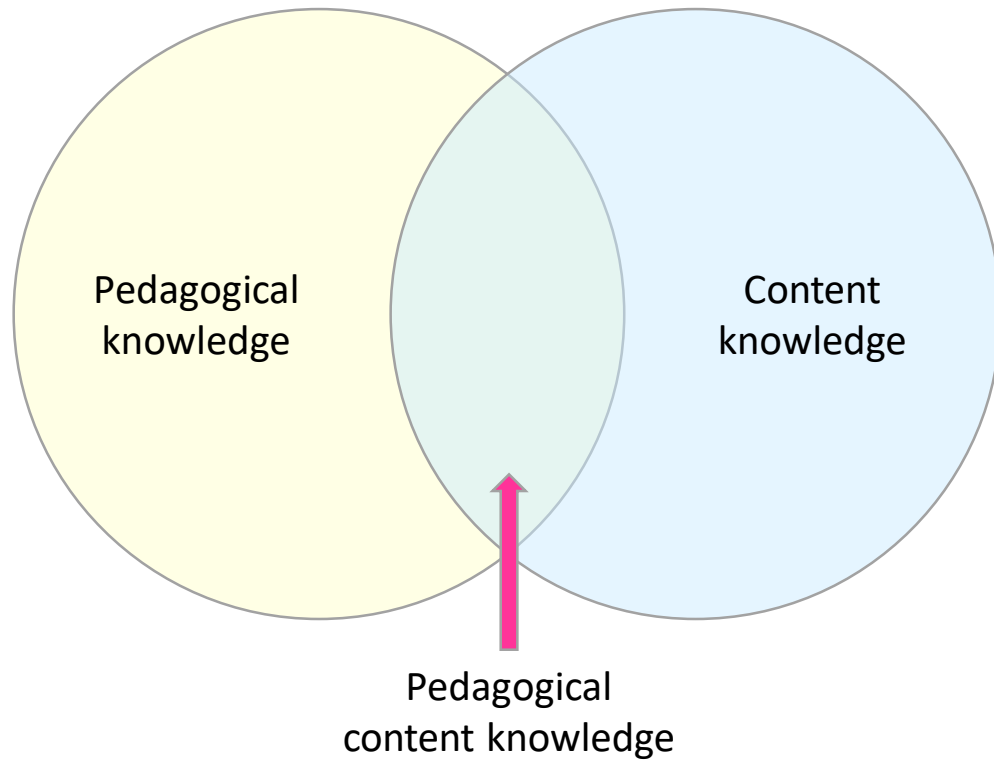 Pedagogical
knowledge
Content
knowledge
Pedagogical
content knowledge